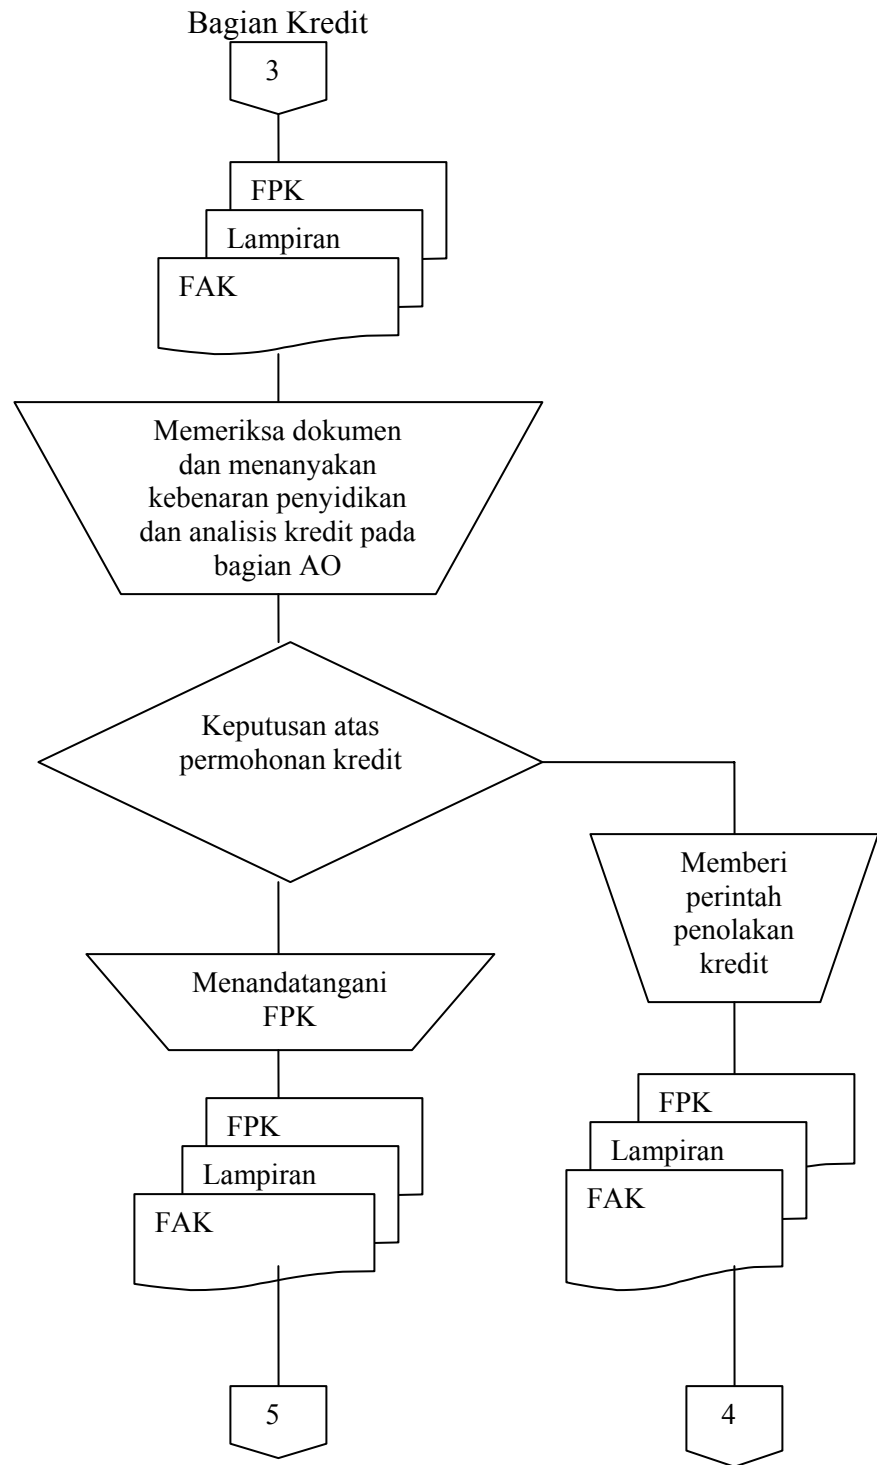 Bagian Kredit
3
FPK
Lampiran
FAK
Memeriksa dokumen
dan menanyakan
kebenaran penyidikan
dan analisis kredit pada
bagian AO
Keputusan atas
permohonan kredit
Memberi
perintah
penolakan
kredit
Menandatangani
FPK
FPK
Lampiran
FAK
FPK
Lampiran
FAK
5
4